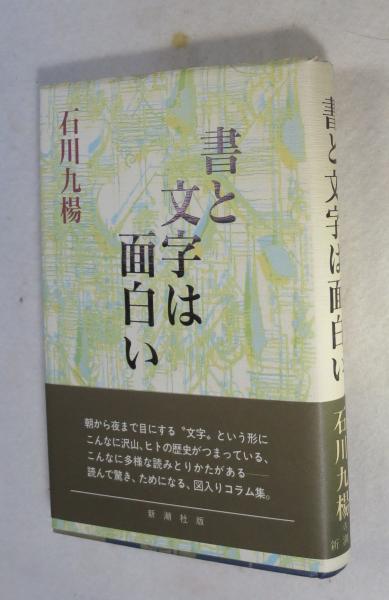 書と
文字は
面白い
石川九楊
朝から夜まで目にする〝文字〟という形に
こんなに沢山、ヒトの歴史がつまっている、
こんなに多様な読みとりかたがある──
読んで驚き、ためになる、図入りコラム集。
新潮社版
書と文字は面白い
石川九楊
新潮